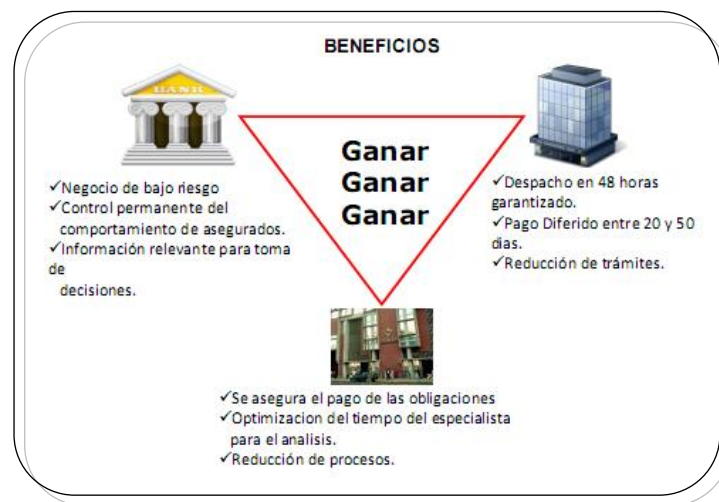 BENEFICIOS
BANK
Ganar
Ganar
Ganar
✓Negocio de bajo riesgo
✓Control permanente del
comportamiento de asegurados.
✓Información relevante para toma
de
decisiones.
✓Despacho en 48 horas
garantizado.
✓Pago Diferido entre 20 y 50
dias.
✓Reducción de trámites.
✓Se asegura el pago de las obligaciones
✓Optimizacion del tiempo del especialista
para el analisis.
✓Reducción de procesos.